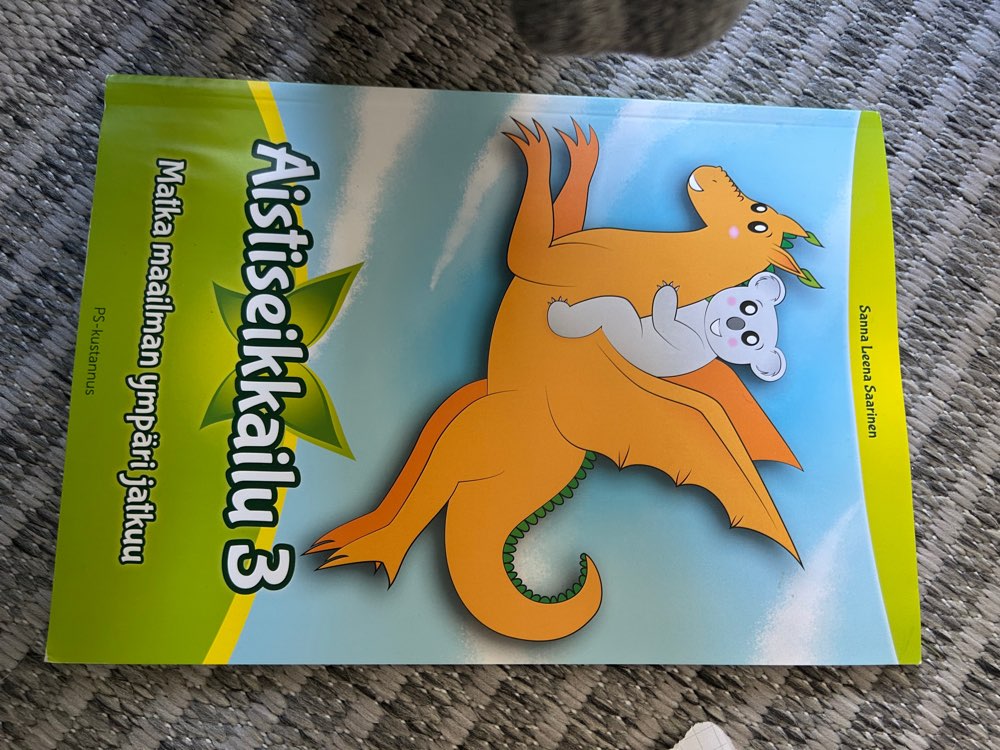 Sanna Leena Saarinen
Aistiseikkailu 3
Matka maailman ympäri jatkuu
PS-kustannus